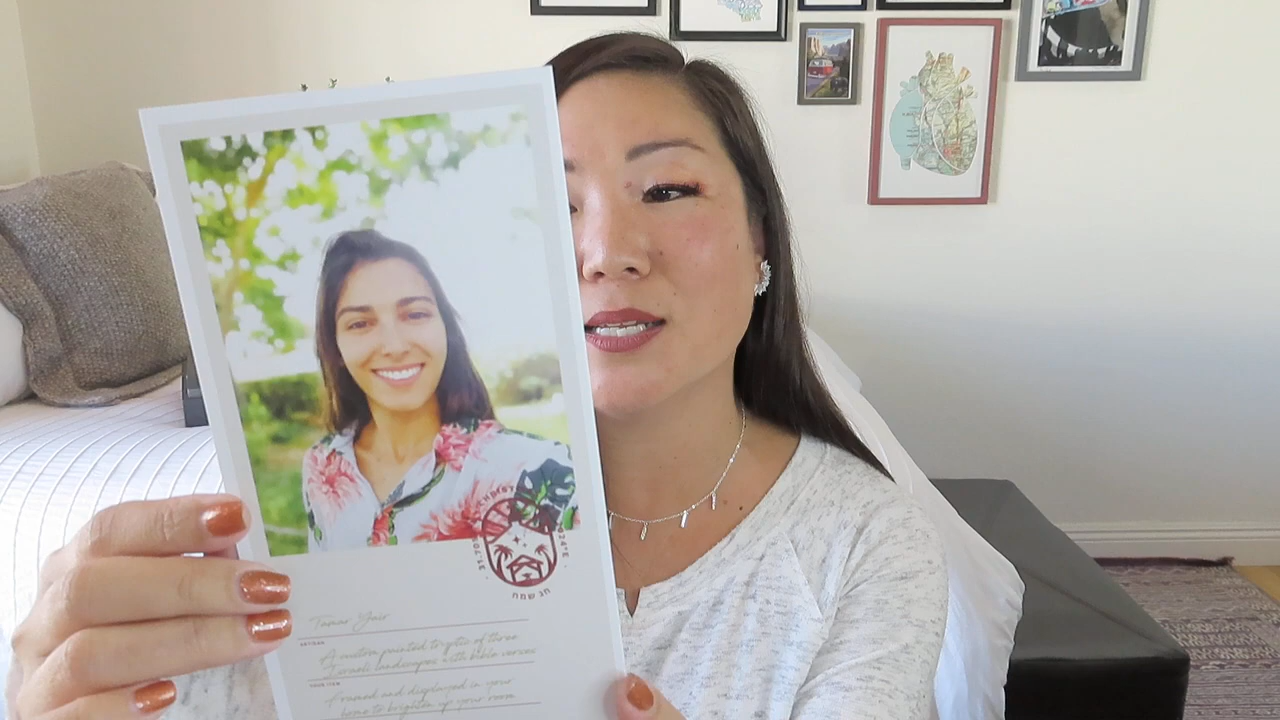 Tamar Yair
ARTISAN
A custom painted triptic of three
Israeli landscapes with bible verses
YOUR ITEM
Framed and displayed in your
home to brighten up your room
חג שמח